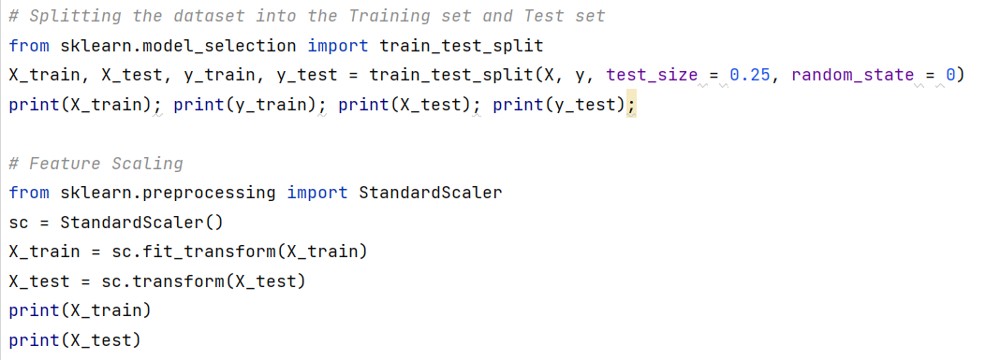 # Splitting the dataset into the Training set and Test set
from sklearn.model_selection import train_test_split
X_train, X_test, y_train, y_test = train_test_split(X, y, test_size = 0.25, random_state = 0)
print(X_train); print(y_train); print(X_test); print(y_test);
# Feature Scaling
from sklearn.preprocessing import StandardScaler
sc = StandardScaler()
X_train = sc.fit_transform(X_train)
X_test = sc.transform(X_test)
print(X_train)
print(X_test)